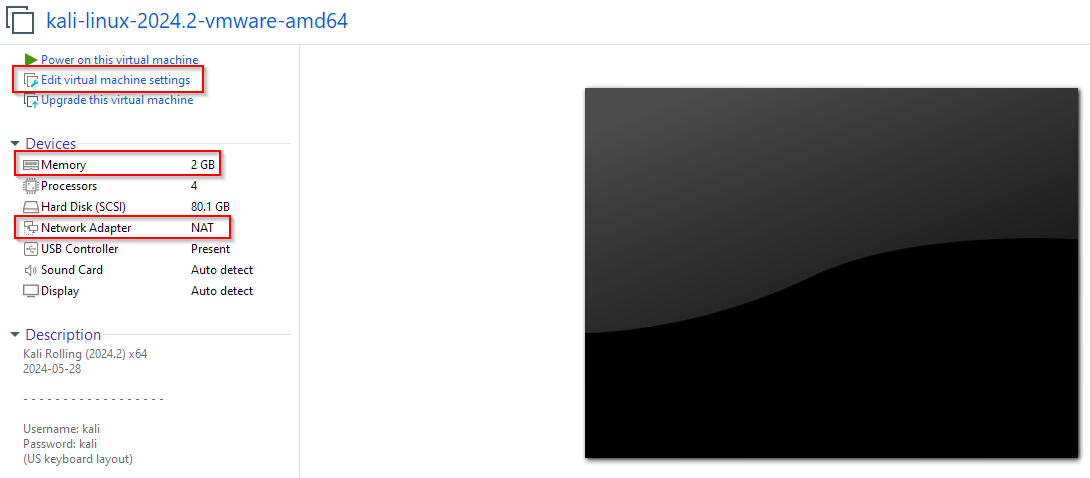 kali-linux-2024.2-vmware-amd64
Power on this virtual machine
Edit virtual machine settings
Upgrade this virtual machine
Devices
Memory 2 GB
Processors 4
Hard Disk (SCSI) 80.1 GB
Network Adapter NAT
USB Controller Present
Sound Card Auto detect
Display Auto detect
Description
Kali Rolling (2024.2) x64
2024-05-28
- - - - - - - - - - - - - - - - - -
Username: kali
Password: kali
(US keyboard layout)